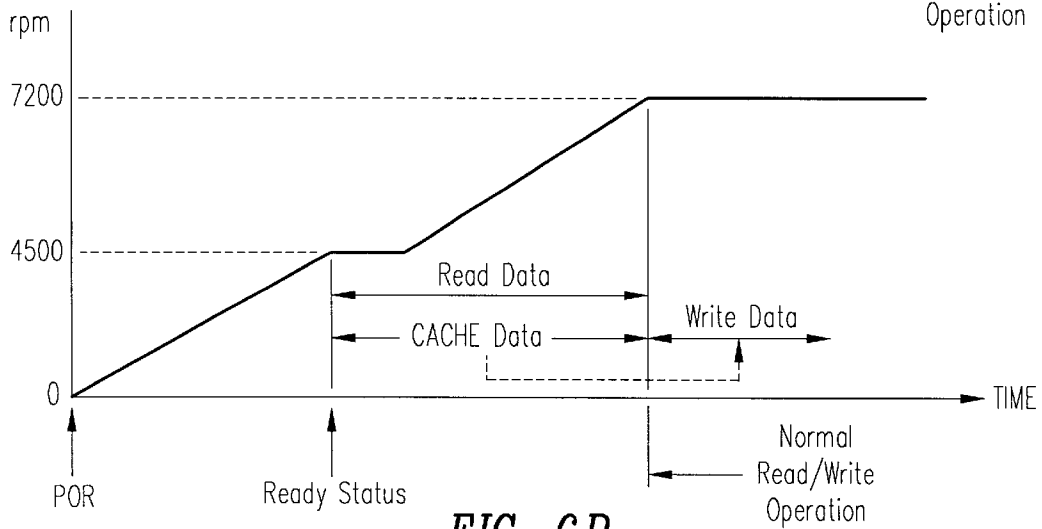 Operation
rpm
7200
4500
Read Data
CACHE Data
Write Data
0
TIME
POR
Ready Status
Normal
Read/Write
Operation